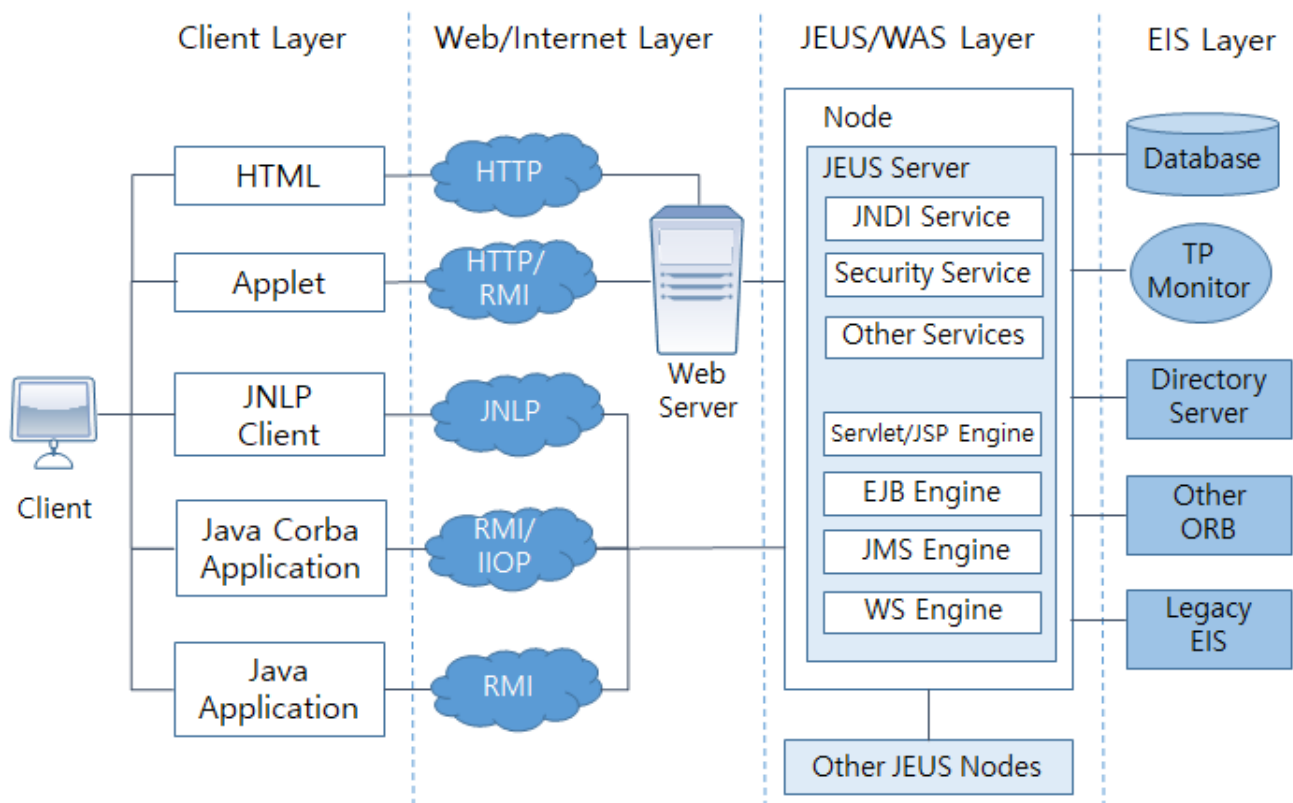 Client Layer
Web/Internet Layer
JEUS/WAS Layer
EIS Layer
Client
HTML
Applet
JNLP
Client
Java Corba
Application
Java
Application
HTTP
HTTP/
RMI
JNLP
RMI/
IIOP
RMI
Web
Server
Node
JEUS Server
JNDI Service
Security Service
Other Services
Servlet/JSP Engine
EJB Engine
JMS Engine
WS Engine
Other JEUS Nodes
Database
TP
Monitor
Directory
Server
Other
ORB
Legacy
EIS